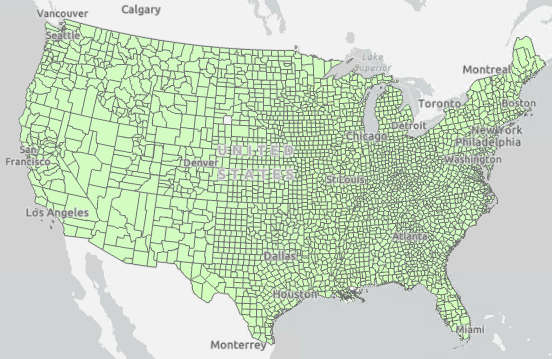 Vancouver
Calgary
Seattle
Lake
Superior
Montreal
Toronto
Boston
Detroit
Chicago
New York
Philadelphia
UNITED
STATES
Washington
San
Francisco
Denver
St Louis
Los Angeles
Atlanta
Dallas
Houston
Miami
Monterrey